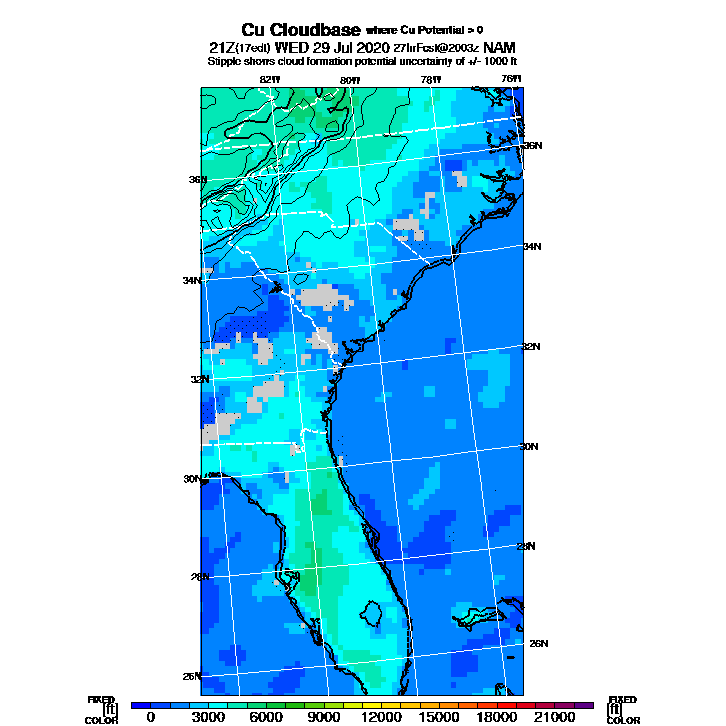 Cu Cloudbase where Cu Potential > 0
21Z(17edt) WED 29 Jul 2020 27hrFcst@2003z NAM
Stipple shows cloud formation potential uncertainty of +/- 1000 ft
82W 80W 78W 76W
36N
36N
34N
34N
32N
32N
30N
30N
28N
28N
26N
26N
FIXED FIXED
[ft] [ft]
COLOR 0 3000 6000 9000 12000 15000 18000 21000 COLOR